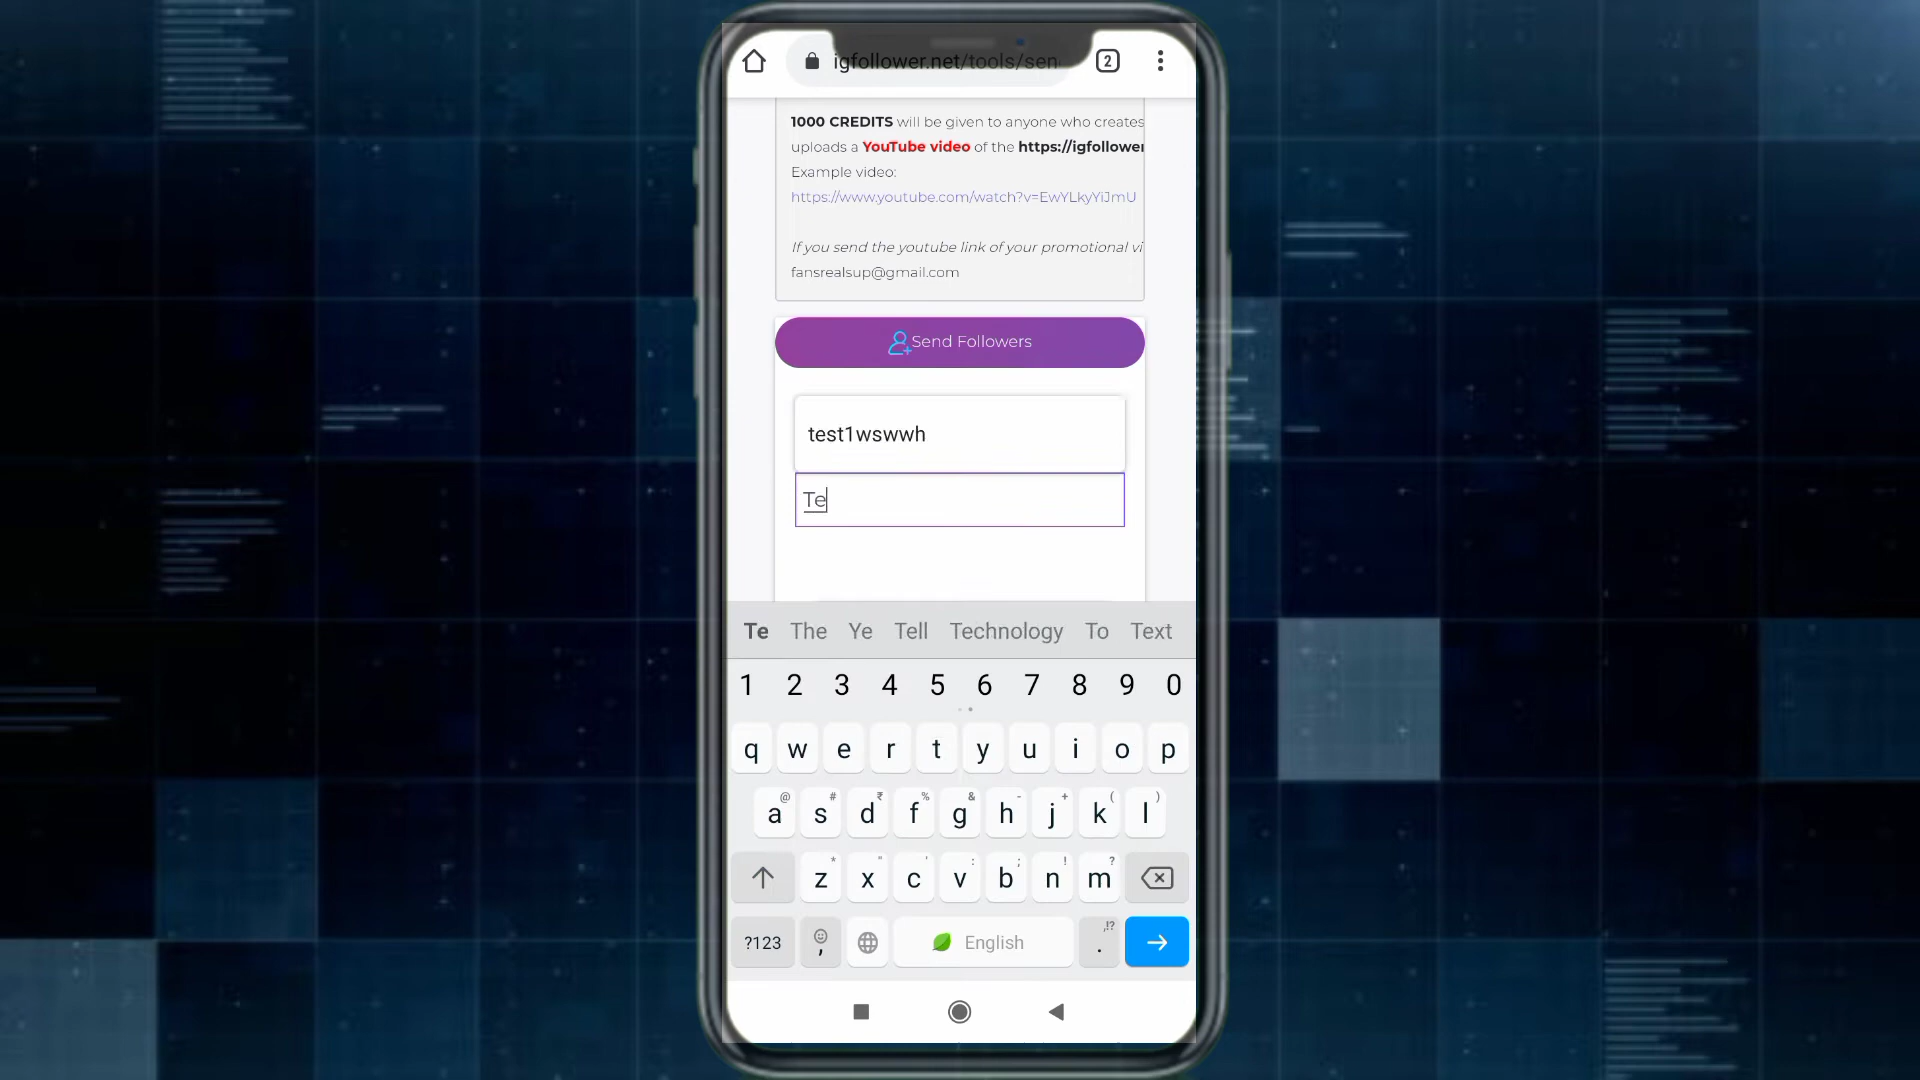 igfollower.net/tools/sen
2
1000 CREDITS will be given to anyone who creates
uploads a YouTube video of the https://igfollower
Example video:
https://www.youtube.com/watch?v=EwYLkyYiJmU
If you send the youtube link of your promotional vi
fansrealsup@gmail.com
Send Followers
test1wswwh
Te
Te The Ye Tell Technology To Text
1 2 3 4 5 6 7 8 9 0
q w e r t y u i o p
@ # ₹ % & - + ( )
a s d f g h j k l
* " ' : ; ! ?
z x c v b n m
,!?
?123 , English .